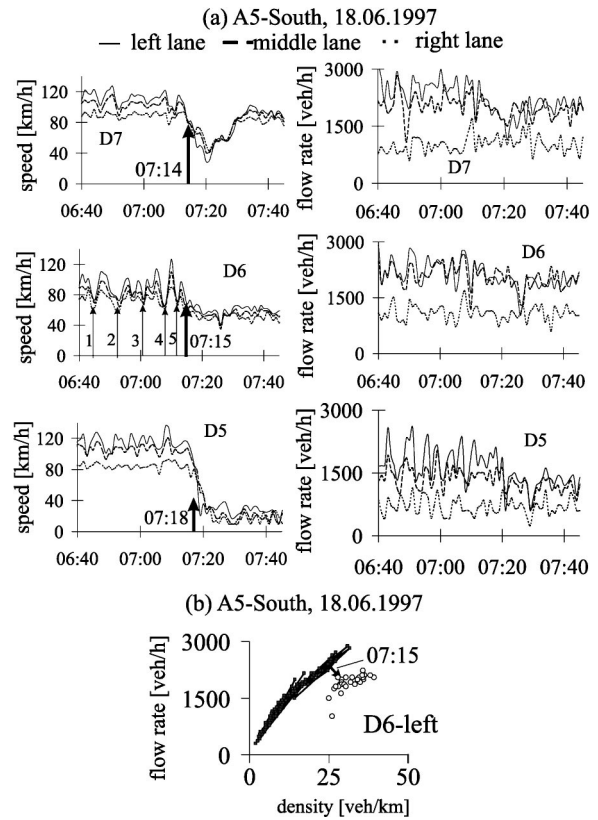 (a) A5-South, 18.06.1997
left lane middle lane right lane
speed [km/h]
120
80
40
0
D7
07:14
06:40 07:00 07:20 07:40
flow rate [veh/h]
3000
1500
0
D7
06:40 07:00 07:20 07:40
speed [km/h]
120
80
40
0
D6
1 2 3 4 5 07:15
06:40 07:00 07:20 07:40
flow rate [veh/h]
3000
1500
0
D6
06:40 07:00 07:20 07:40
speed [km/h]
120
80
40
0
D5
07:18
06:40 07:00 07:20 07:40
flow rate [veh/h]
3000
1500
0
D5
06:40 07:00 07:20 07:40
(b) A5-South, 18.06.1997
flow rate [veh/h]
3000
1500
0
07:15
D6-left
0 25 50
density [veh/km]